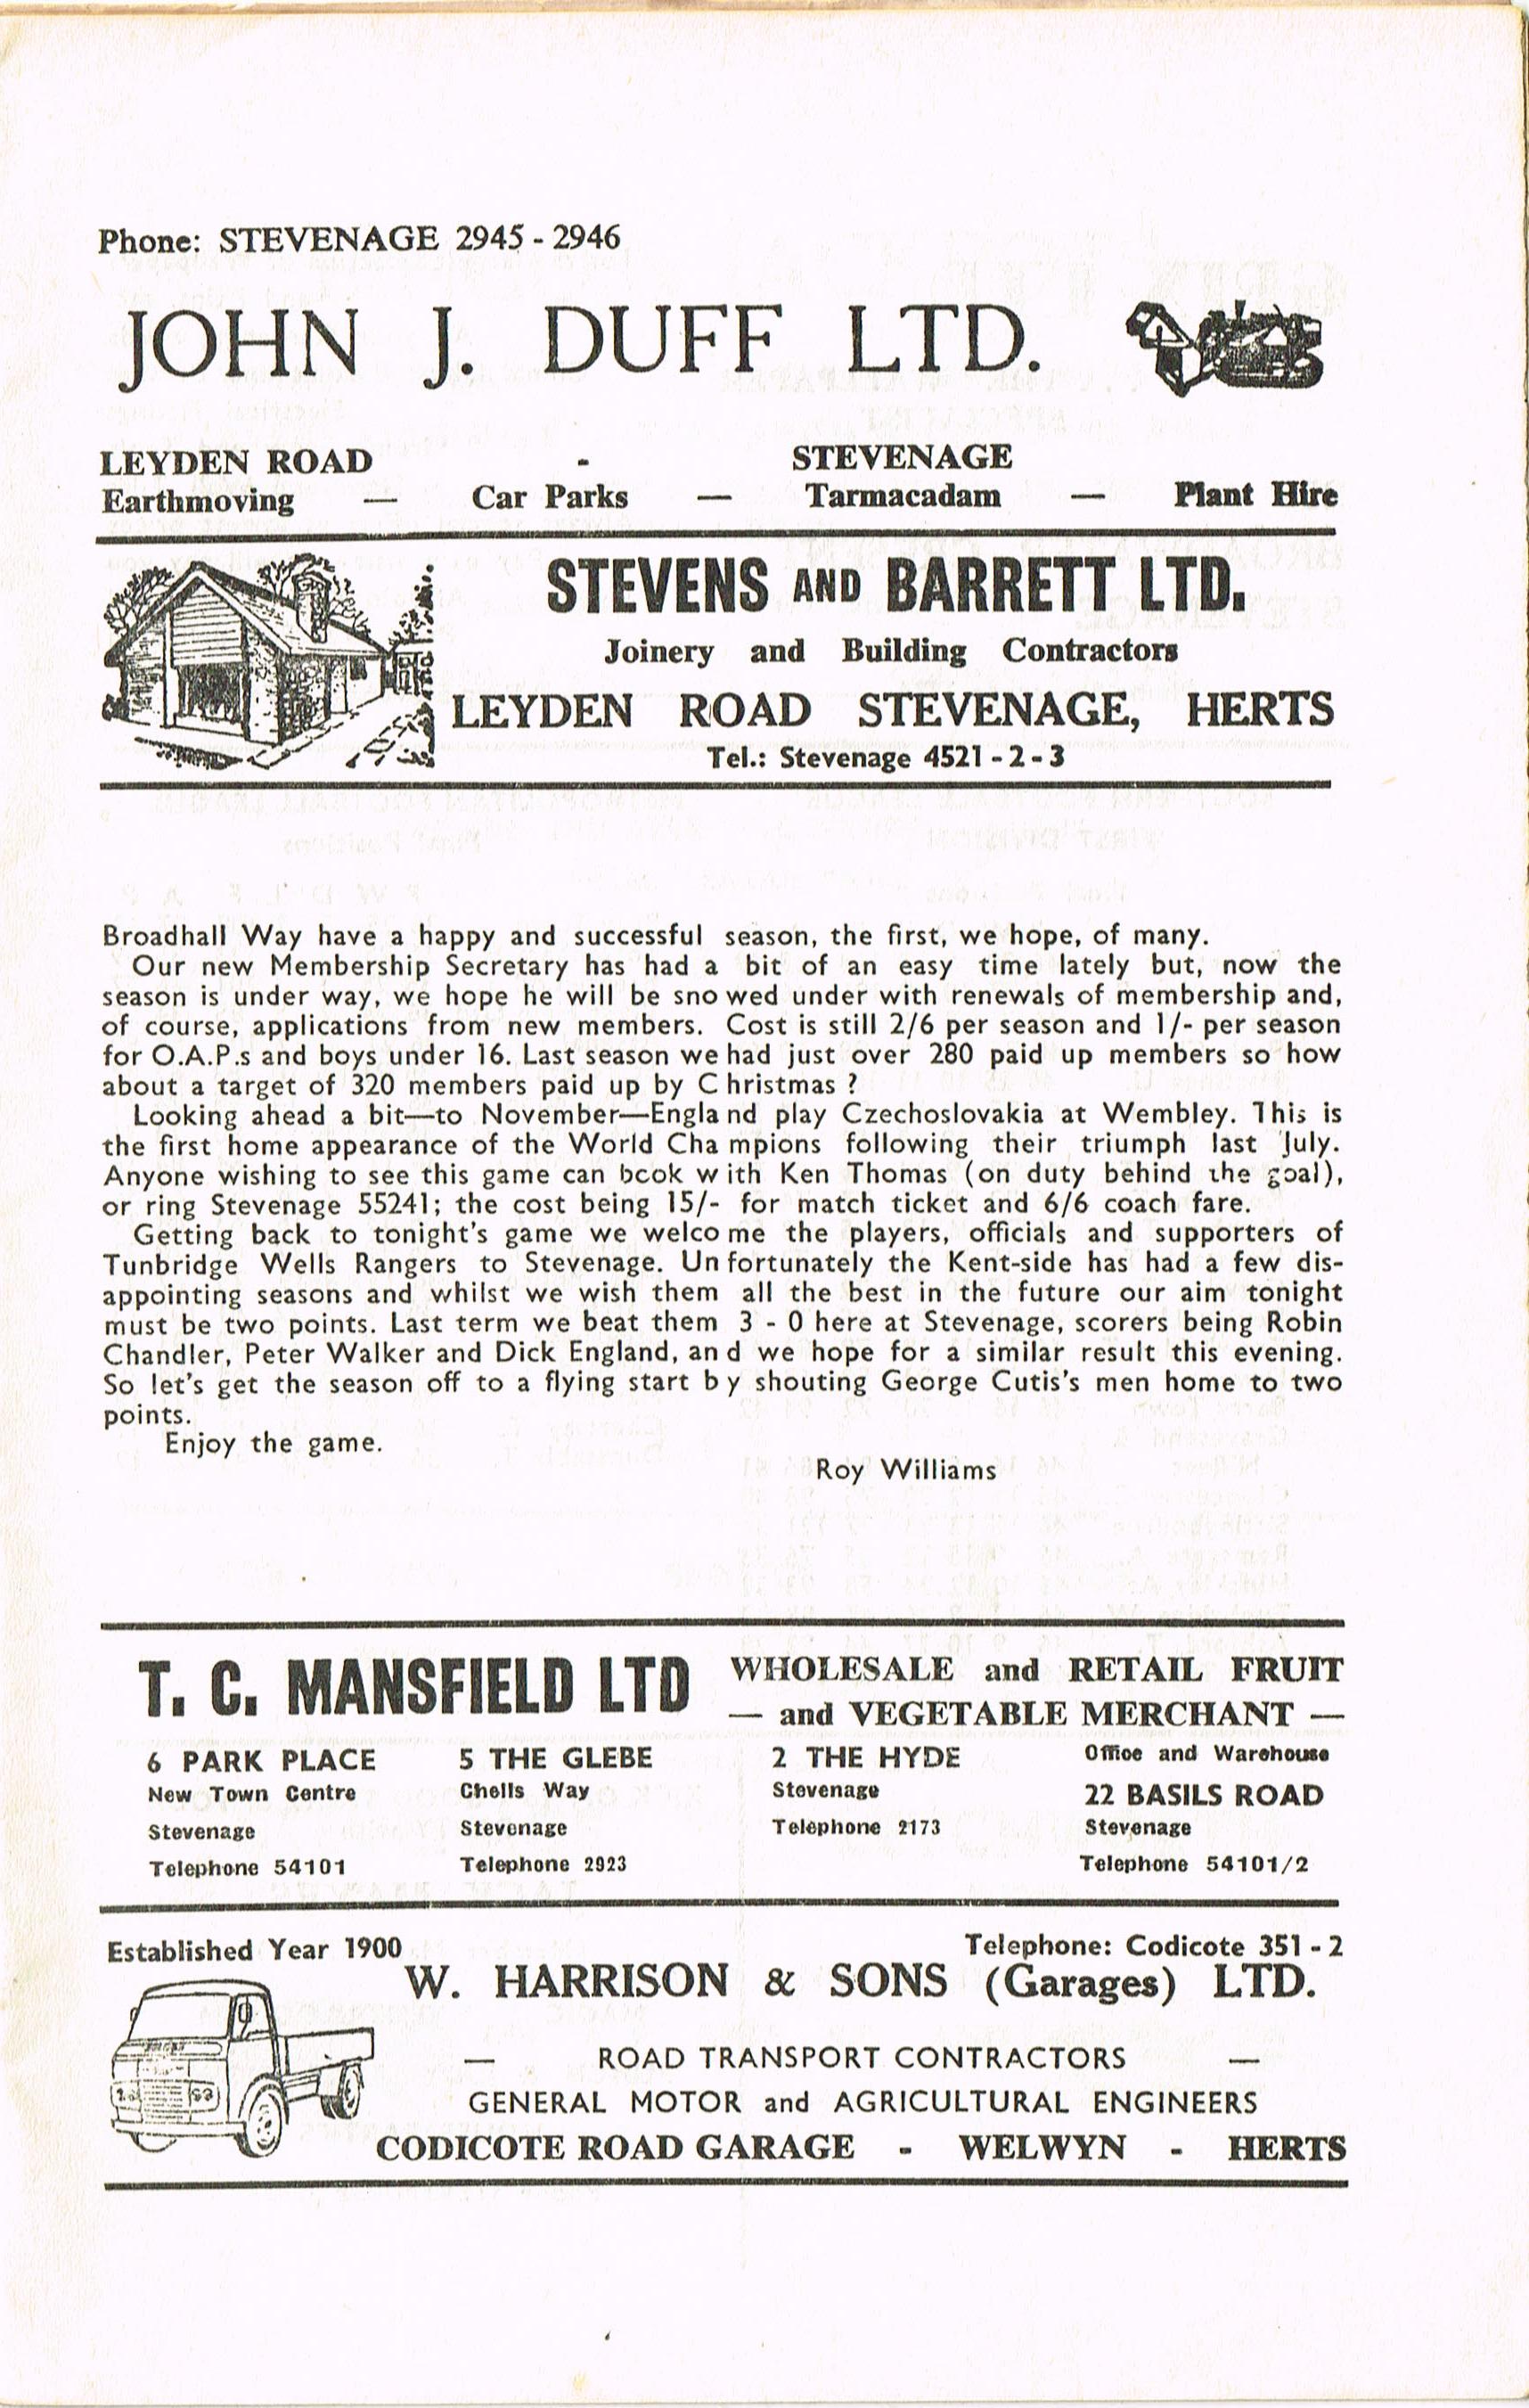 Phone: STEVENAGE 2945 - 2946
JOHN J. DUFF LTD.
LEYDEN ROAD - STEVENAGE
Earthmoving — Car Parks — Tarmacadam — Plant Hire
STEVENS AND BARRETT LTD.
Joinery and Building Contractors
LEYDEN ROAD STEVENAGE, HERTS
Tel.: Stevenage 4521 - 2 - 3
Broadhall Way have a happy and successful season, the first, we hope, of many.
Our new Membership Secretary has had a bit of an easy time lately but, now the
season is under way, we hope he will be sno wed under with renewals of membership and,
of course, applications from new members. Cost is still 2/6 per season and 1/- per season
for O.A.P.s and boys under 16. Last season we had just over 280 paid up members so how
about a target of 320 members paid up by C hristmas ?
Looking ahead a bit—to November—Engla nd play Czechoslovakia at Wembley. This is
the first home appearance of the World Cha mpions following their triumph last July.
Anyone wishing to see this game can book w ith Ken Thomas (on duty behind the goal),
or ring Stevenage 55241; the cost being 15/- for match ticket and 6/6 coach fare.
Getting back to tonight's game we welco me the players, officials and supporters of
Tunbridge Wells Rangers to Stevenage. Un fortunately the Kent-side has had a few dis-
appointing seasons and whilst we wish them all the best in the future our aim tonight
must be two points. Last term we beat them 3 - 0 here at Stevenage, scorers being Robin
Chandler, Peter Walker and Dick England, an d we hope for a similar result this evening.
So let's get the season off to a flying start b y shouting George Cutis's men home to two
points.
Enjoy the game.
Roy Williams
T. C. MANSFIELD LTD WHOLESALE and RETAIL FRUIT
— and VEGETABLE MERCHANT —
6 PARK PLACE 5 THE GLEBE 2 THE HYDE Office and Warehouse
New Town Centre Chells Way Stevenage 22 BASILS ROAD
Stevenage Stevenage Telephone 2173 Stevenage
Telephone 54101 Telephone 2923 Telephone 54101/2
Established Year 1900 Telephone: Codicote 351 - 2
W. HARRISON & SONS (Garages) LTD.
— ROAD TRANSPORT CONTRACTORS —
GENERAL MOTOR and AGRICULTURAL ENGINEERS
CODICOTE ROAD GARAGE - WELWYN - HERTS